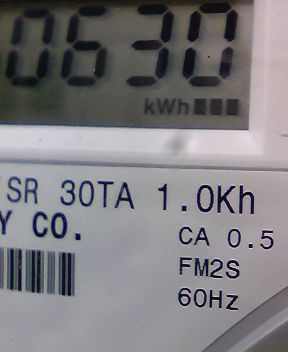 0630
kWh
SR 30TA 1.0Kh
Y CO.
CA 0.5
FM2S
60Hz